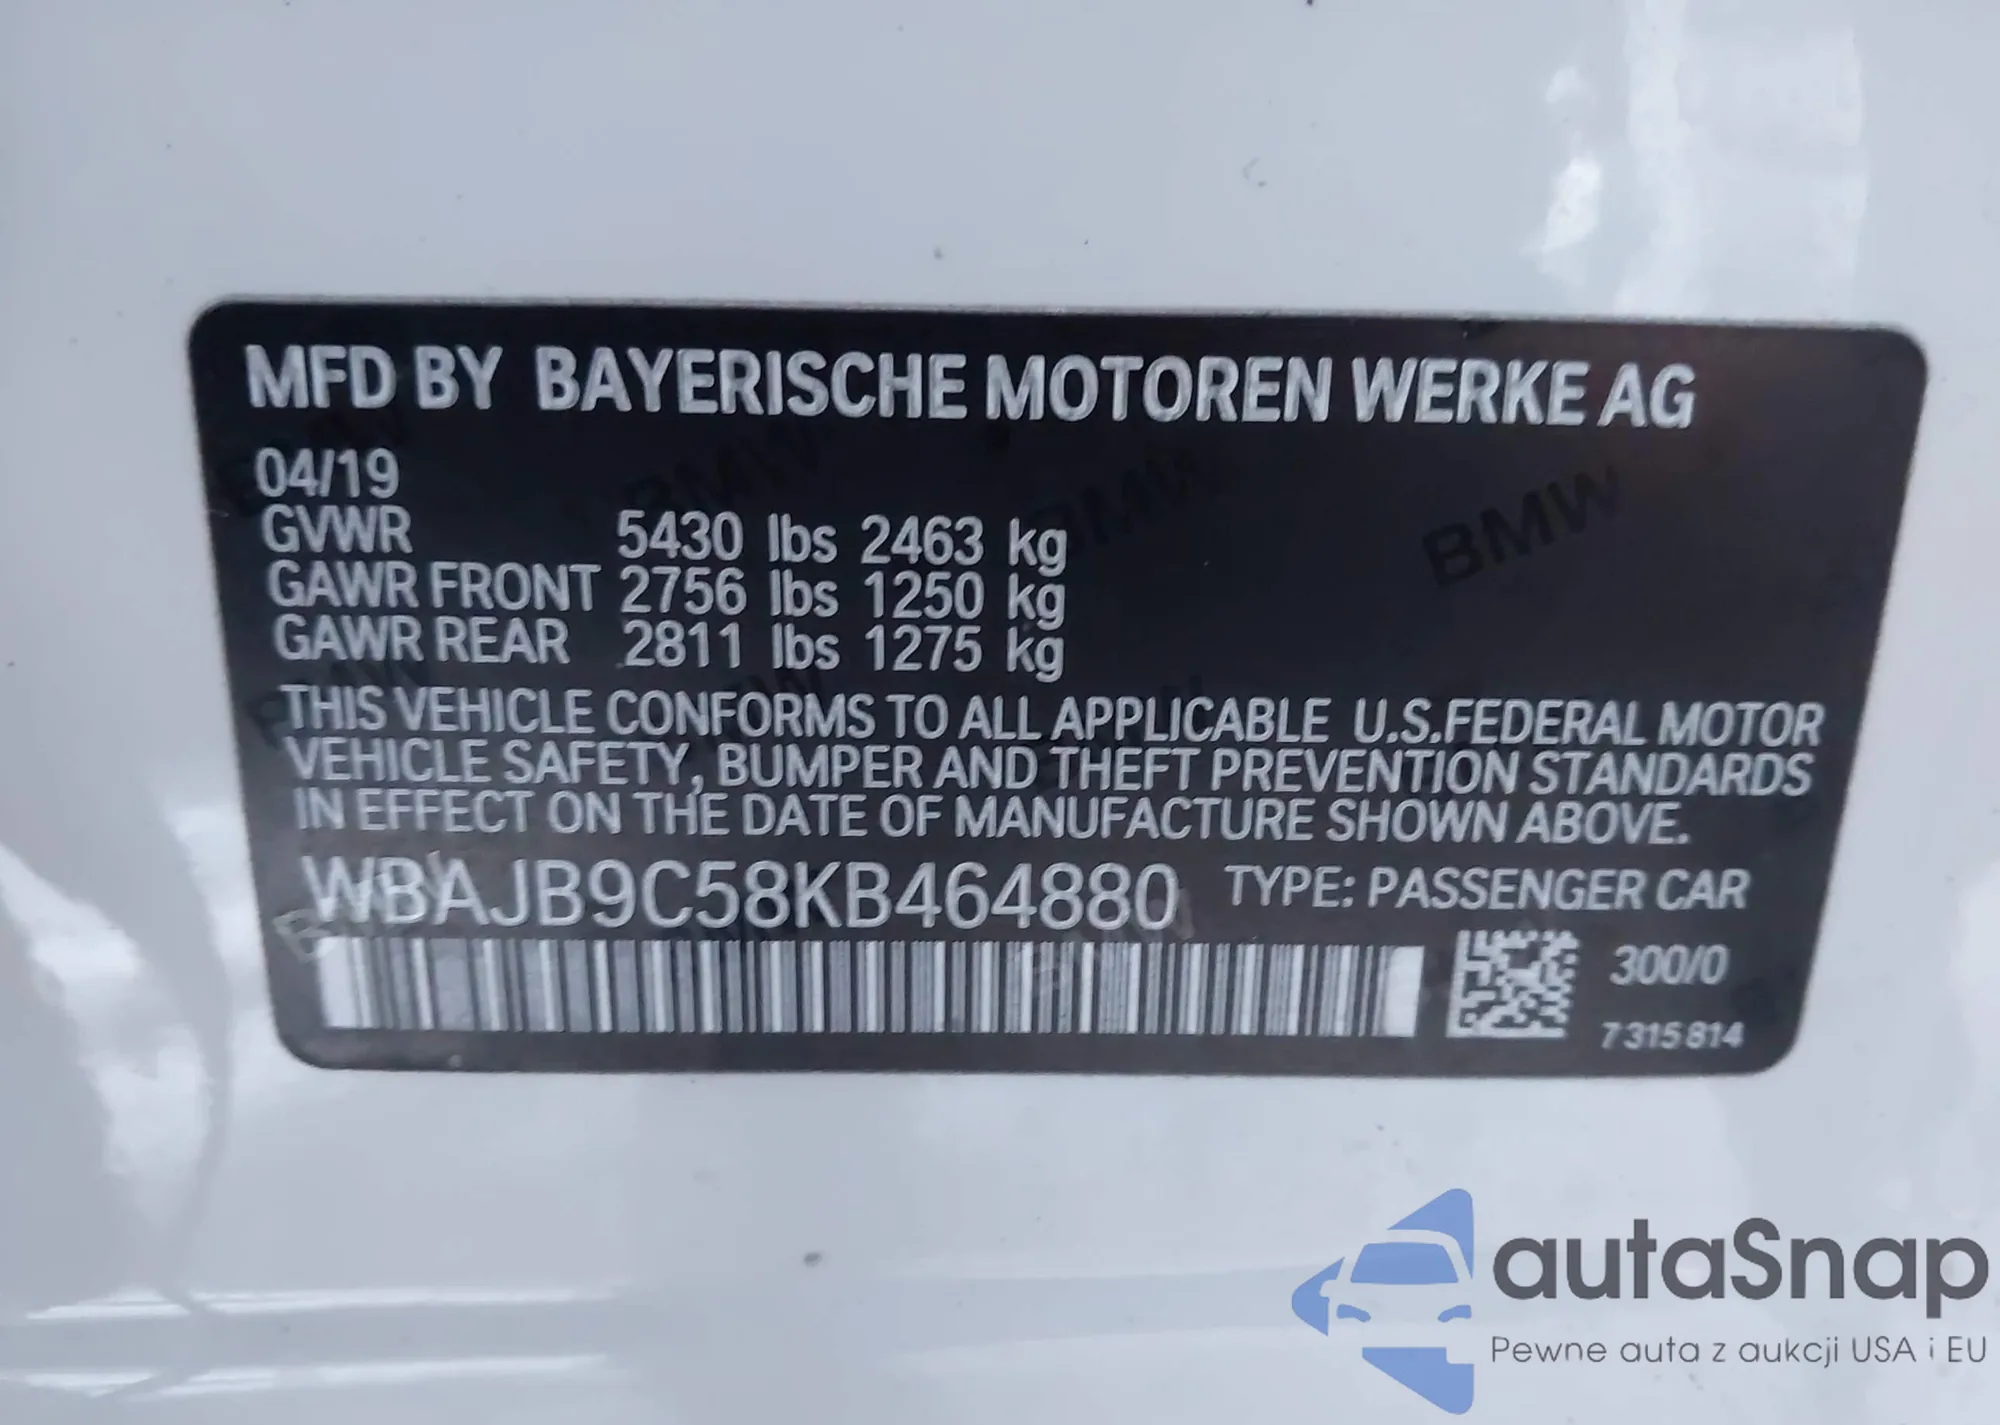 MFD BY BAYERISCHE MOTOREN WERKE AG
04/19
GVWR 5430 lbs 2463 kg
GAWR FRONT 2756 lbs 1250 kg
GAWR REAR 2811 lbs 1275 kg
THIS VEHICLE CONFORMS TO ALL APPLICABLE U.S.FEDERAL MOTOR
VEHICLE SAFETY, BUMPER AND THEFT PREVENTION STANDARDS
IN EFFECT ON THE DATE OF MANUFACTURE SHOWN ABOVE.
WBAJB9C58KB464880 TYPE: PASSENGER CAR
300/0
7315814
autaSnap
Pewne auta z aukcji USA i EU